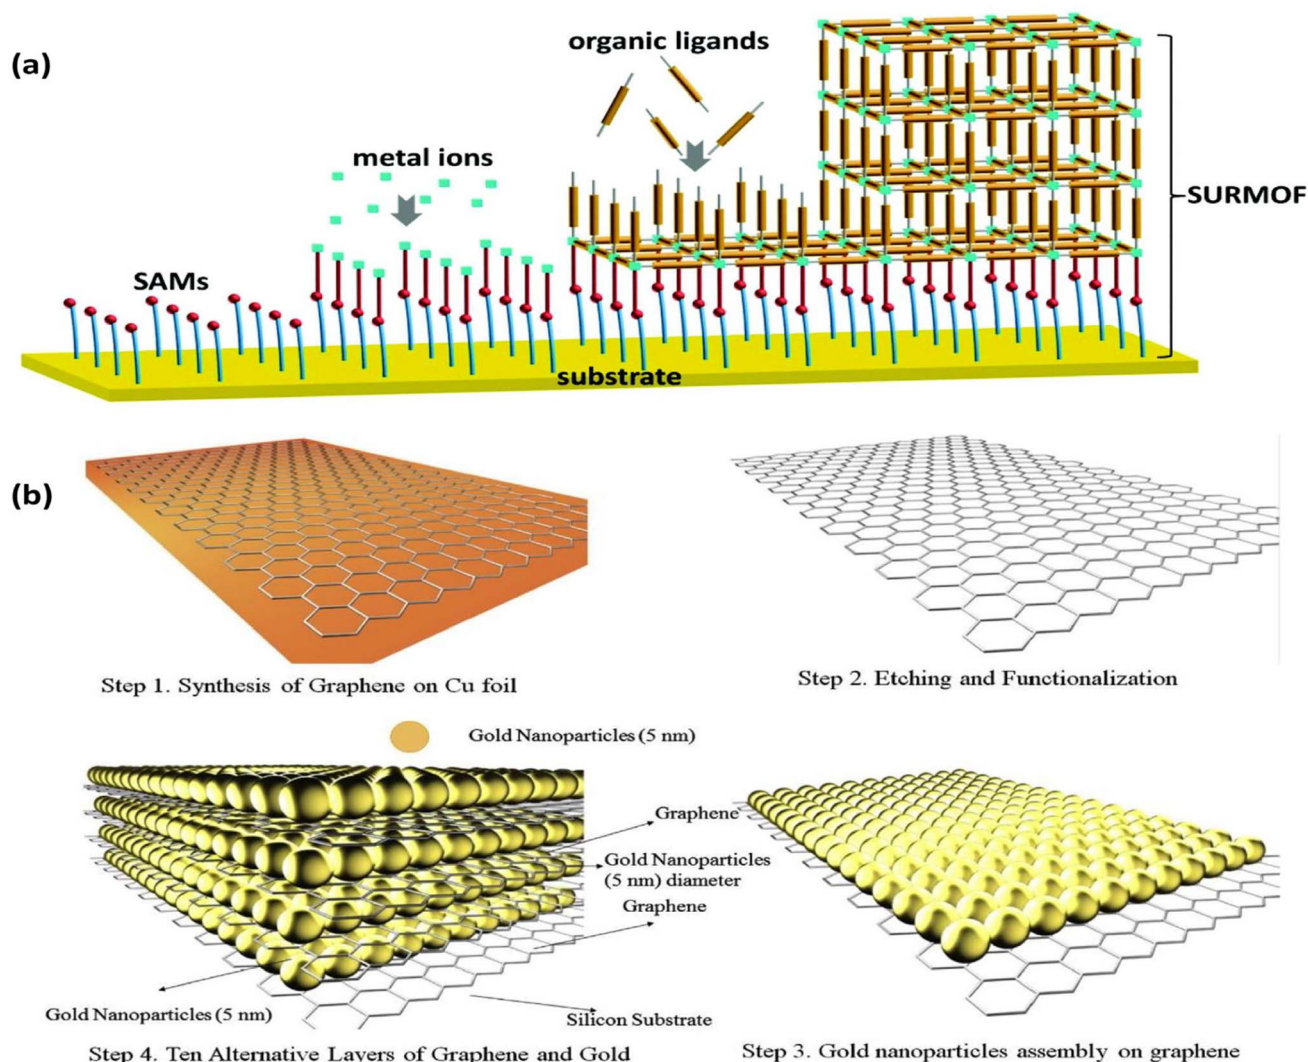 (a)
organic ligands
metal ions
SAMs
SURMOF
substrate
(b)
Step 1. Synthesis of Graphene on Cu foil
Step 2. Etching and Functionalization
Gold Nanoparticles (5 nm)
Graphene
Gold Nanoparticles
(5 nm) diameter
Graphene
Gold Nanoparticles (5 nm)
Silicon Substrate
Step 4. Ten Alternative Layers of Graphene and Gold
Step 3. Gold nanoparticles assembly on graphene